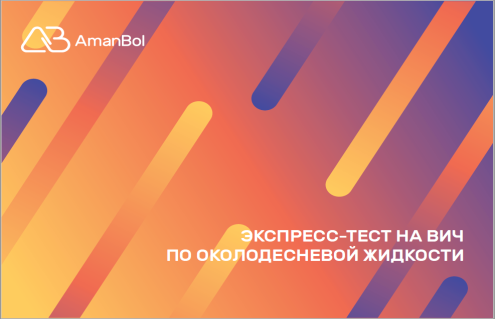 AmanBol
ЭКСПРЕСС-ТЕСТ НА ВИЧ
ПО ОКОЛОДЕСНЕВОЙ ЖИДКОСТИ